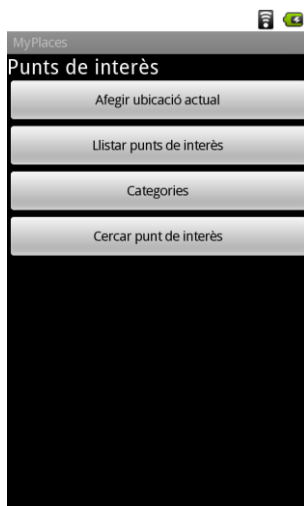 MyPlaces
Punts de interès
Afegir ubicació actual
Llistar punts de interès
Categories
Cercar punt de interès